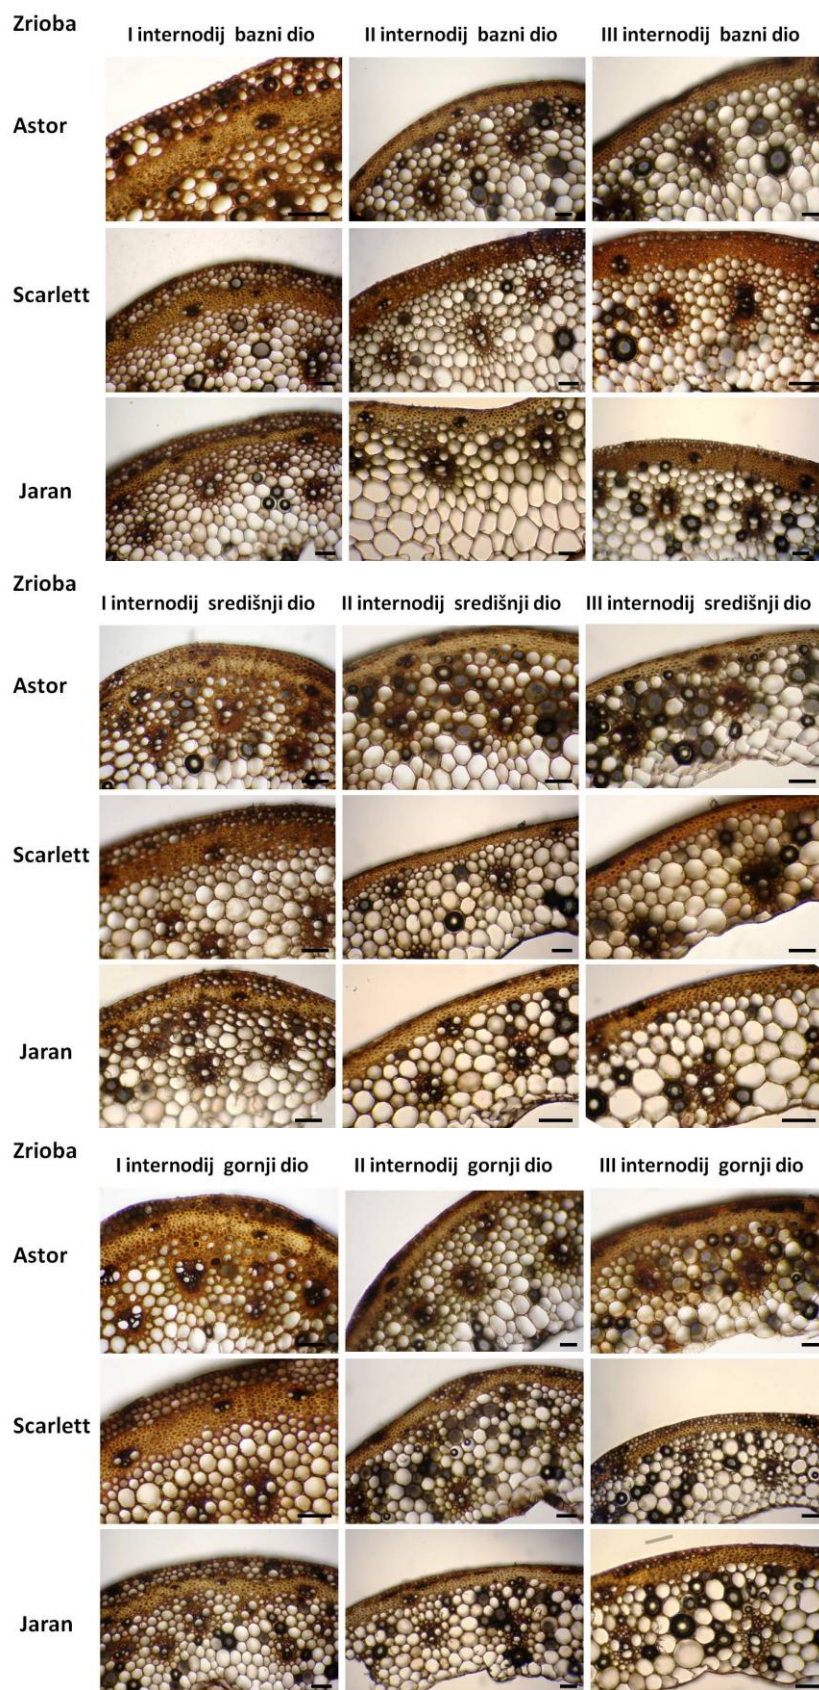 Zrioba
I internodij bazni dio II internodij bazni dio III internodij bazni dio
Astor
Scarlett
Jaran
Zrioba
I internodij središnji dio II internodij središnji dio III internodij središnji dio
Astor
Scarlett
Jaran
Zrioba
I internodij gornji dio II internodij gornji dio III internodij gornji dio
Astor
Scarlett
Jaran